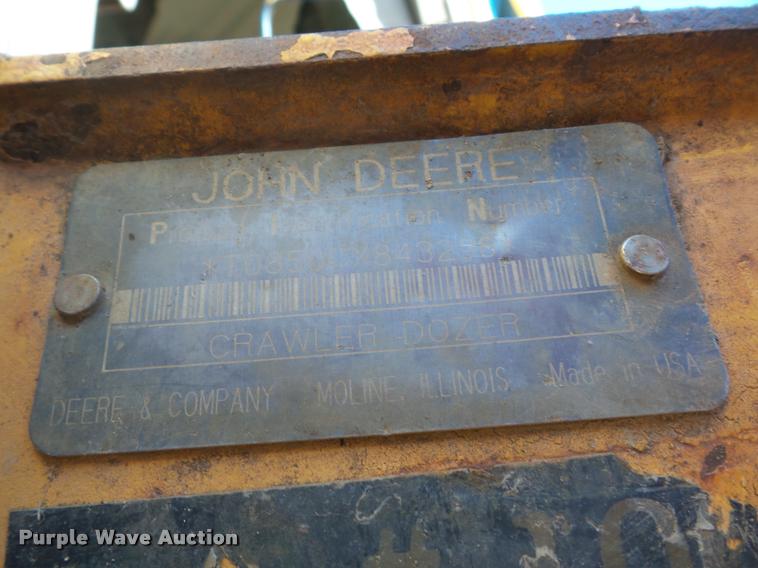 JOHN DEERE
Product Identification Number
CRAWLER DOZER
DEERE & COMPANY MOLINE, ILLINOIS Made in USA
Purple Wave Auction